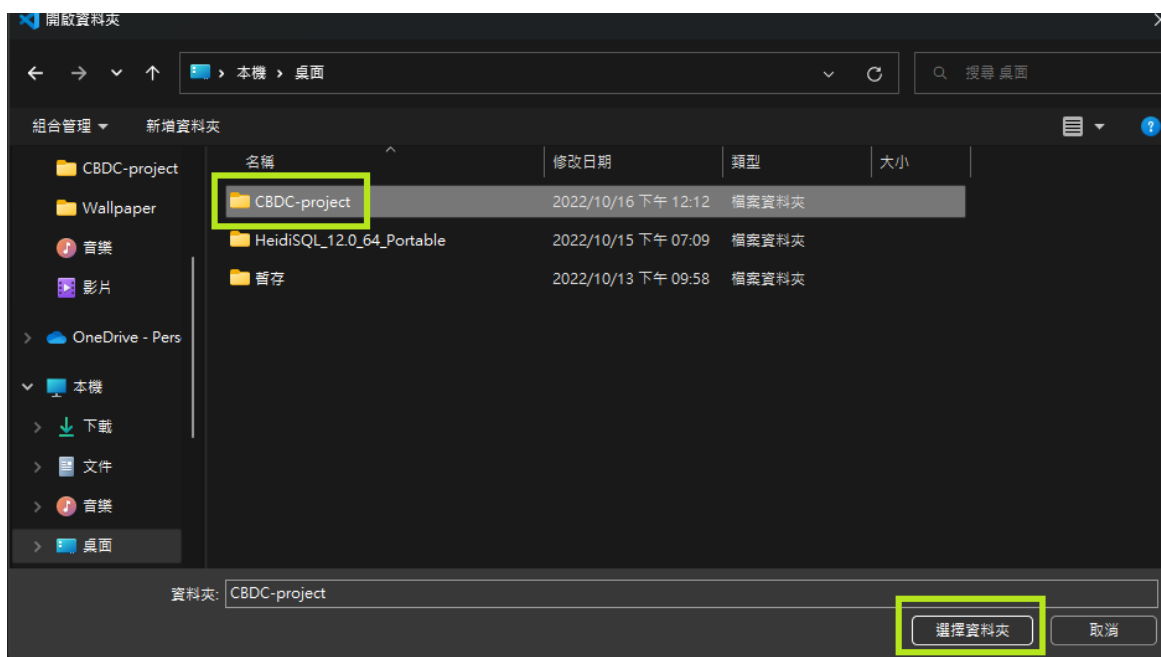 開啟資料夾
本機 › 桌面
搜尋 桌面
組合管理 新增資料夾
CBDC-project
Wallpaper
音樂
影片
OneDrive - Pers
本機
下載
文件
音樂
桌面
名稱 修改日期 類型 大小
CBDC-project 2022/10/16 下午 12:12 檔案資料夾
HeidiSQL_12.0_64_Portable 2022/10/15 下午 07:09 檔案資料夾
暫存 2022/10/13 下午 09:58 檔案資料夾
資料夾: CBDC-project
選擇資料夾 取消